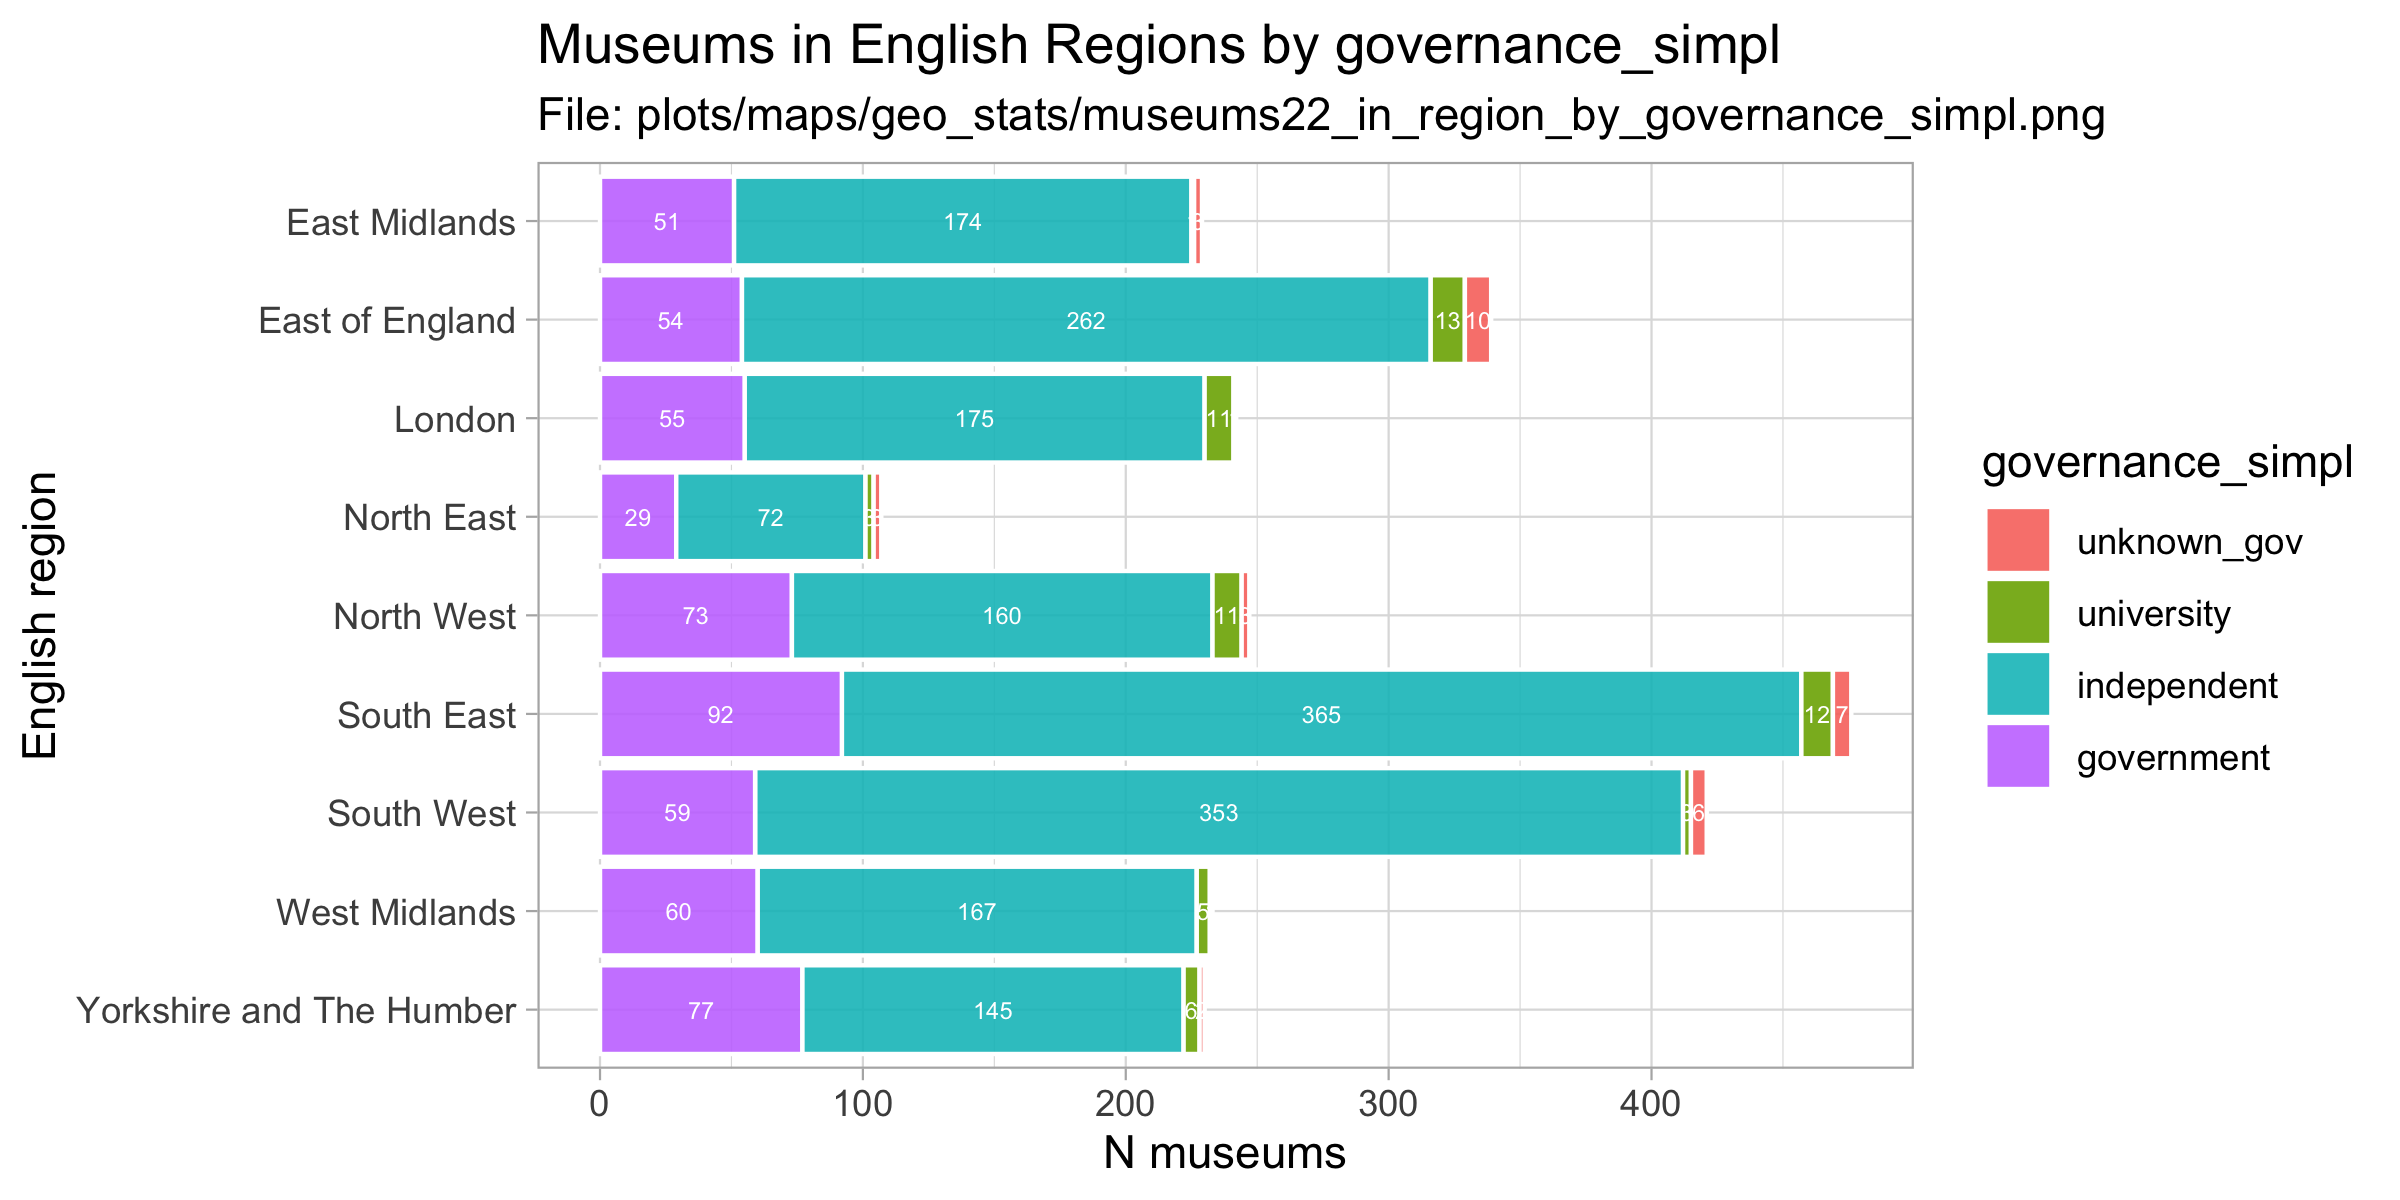 Museums in English Regions by governance_simpl
File: plots/maps/geo_stats/museums22_in_region_by_governance_simpl.png
East Midlands 51 174
East of England 54 262 13 10
London 55 175 11
North East 29 72
North West 73 160 11
South East 92 365 12 7
South West 59 353 6
West Midlands 60 167 5
Yorkshire and The Humber 77 145 6
0 100 200 300 400
N museums
English region
governance_simpl
unknown_gov
university
independent
government